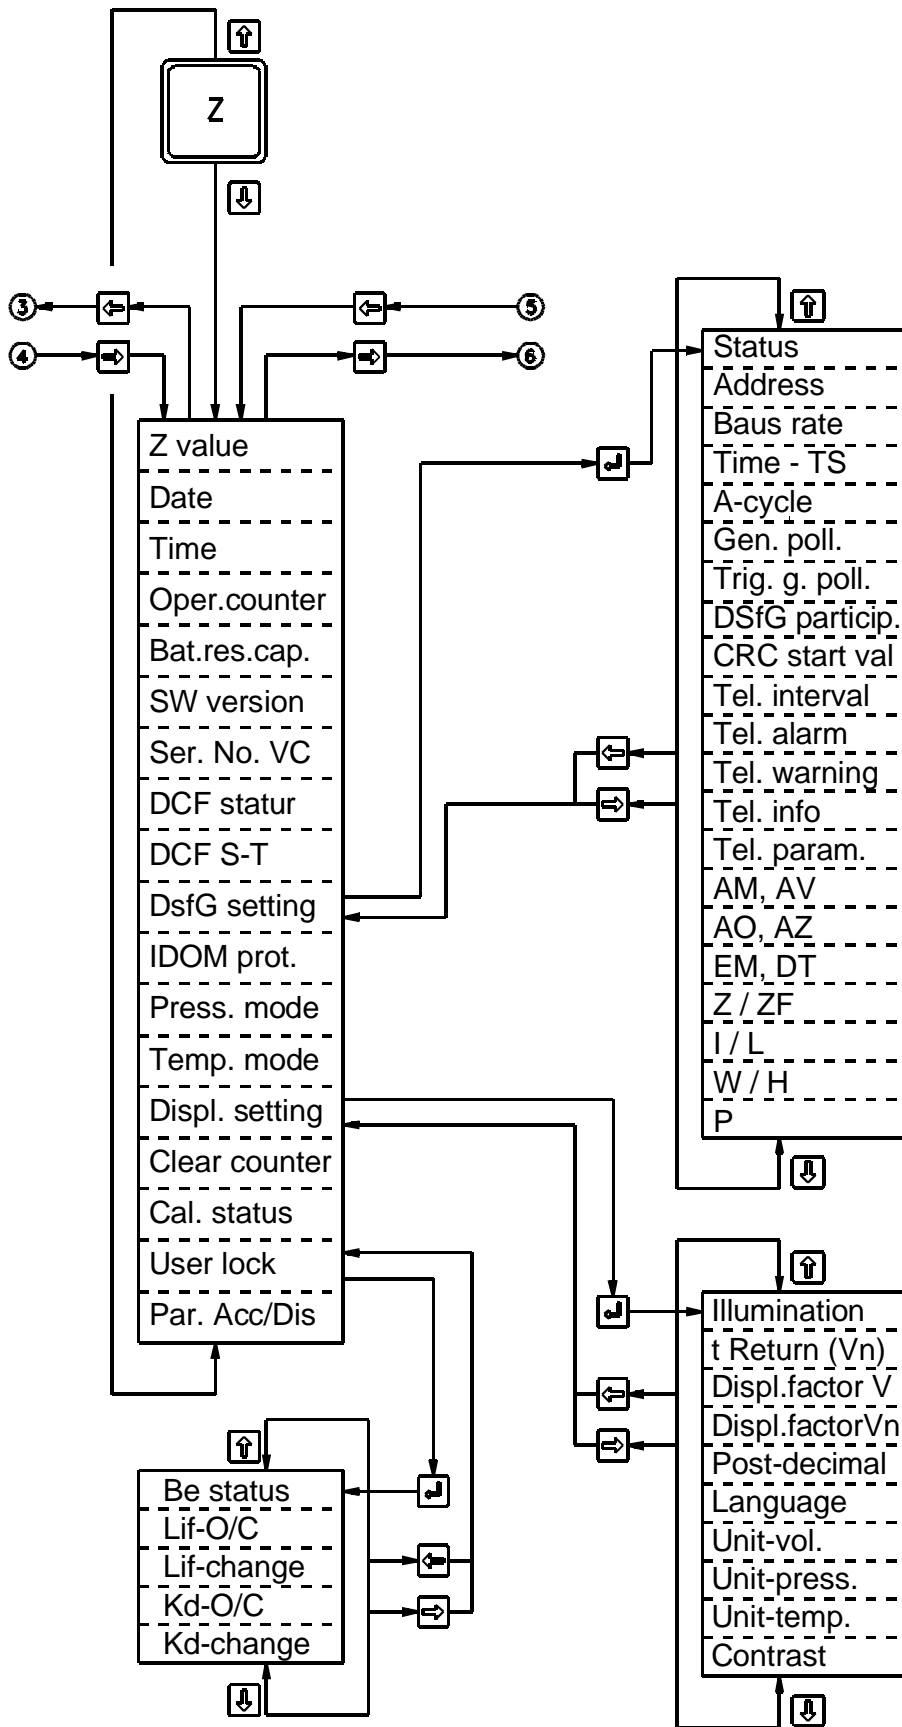 Z
3
5
4
6
Z value
Date
Time
Oper.counter
Bat.res.cap.
SW version
Ser. No. VC
DCF statur
DCF S-T
DsfG setting
IDOM prot.
Press. mode
Temp. mode
Displ. setting
Clear counter
Cal. status
User lock
Par. Acc/Dis
Status
Address
Baus rate
Time - TS
A-cycle
Gen. poll.
Trig. g. poll.
DSfG particip.
CRC start val
Tel. interval
Tel. alarm
Tel. warning
Tel. info
Tel. param.
AM, AV
AO, AZ
EM, DT
Z / ZF
I / L
W / H
P
Be status
Lif-O/C
Lif-change
Kd-O/C
Kd-change
Illumination
t Return (Vn)
Displ.factor V
Displ.factorVn
Post-decimal
Language
Unit-vol.
Unit-press.
Unit-temp.
Contrast